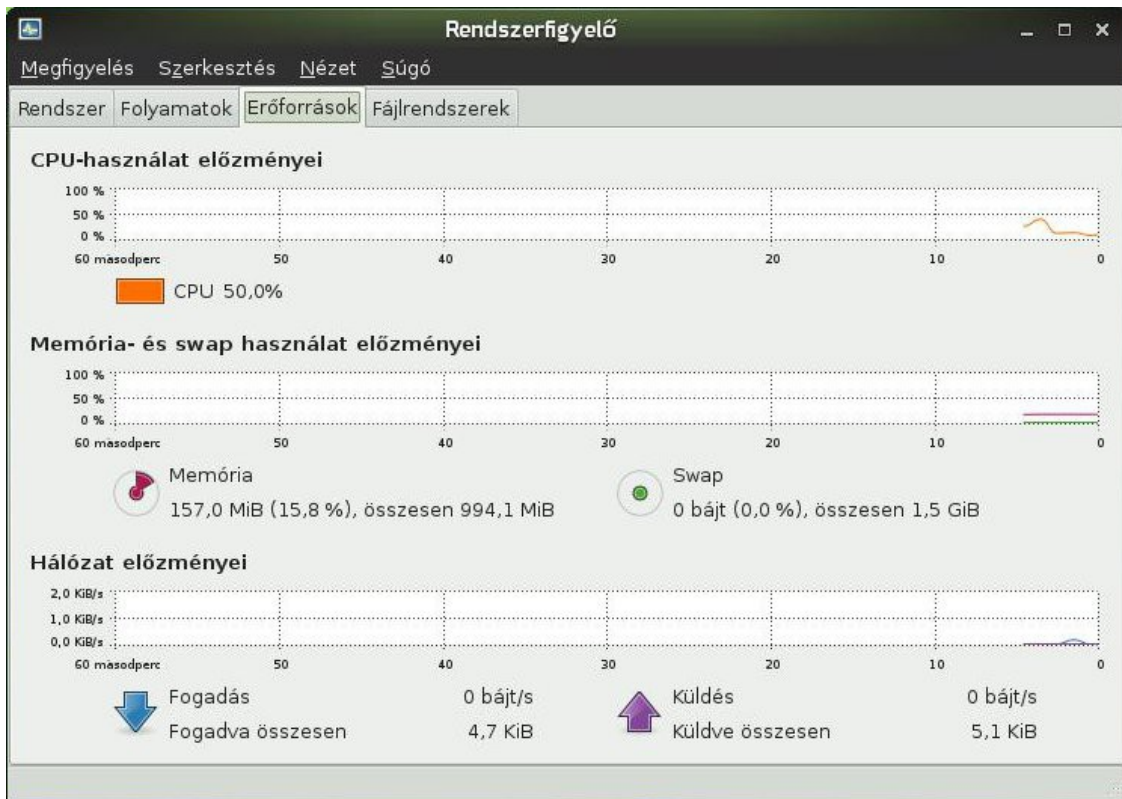 Rendszerfigyelő
Megfigyelés Szerkesztés Nézet Súgó
Rendszer Folyamatok Erőforrások Fájlrendszerek
CPU-használat előzményei
100 %
50 %
0 %
60 másodperc 50 40 30 20 10 0
CPU 50,0%
Memória- és swap használat előzményei
100 %
50 %
0 %
60 másodperc 50 40 30 20 10 0
Memória Swap
157,0 MiB (15,8 %), összesen 994,1 MiB 0 bájt (0,0 %), összesen 1,5 GiB
Hálózat előzményei
2,0 KiB/s
1,0 KiB/s
0,0 KiB/s
60 másodperc 50 40 30 20 10 0
Fogadás 0 bájt/s Küldés 0 bájt/s
Fogadva összesen 4,7 KiB Küldve összesen 5,1 KiB